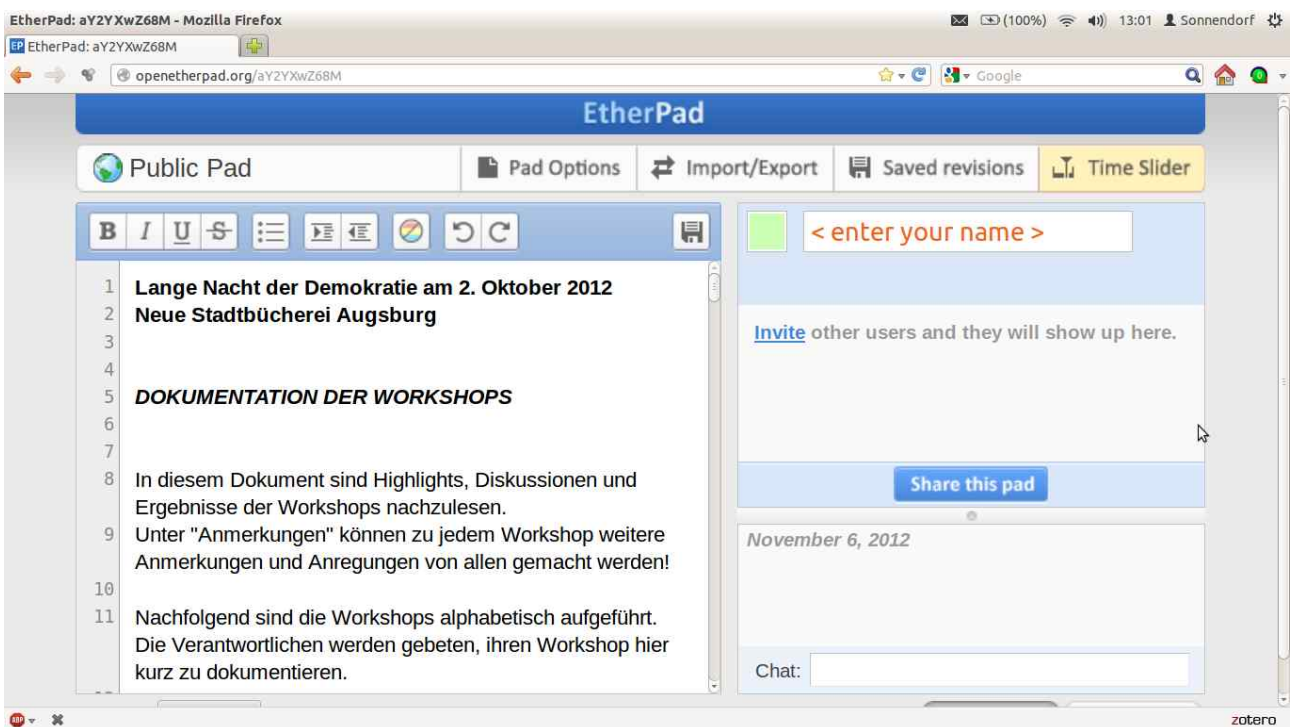 EtherPad: aY2YXwZ68M - Mozilla Firefox
(100%) 13:01 Sonnendorf
EP EtherPad: aY2YXwZ68M
openetherpad.org/aY2YXwZ68M
Google
EtherPad
Public Pad
Pad Options
Import/Export
Saved revisions
Time Slider
B I U S
< enter your name >
1 Lange Nacht der Demokratie am 2. Oktober 2012
2 Neue Stadtbücherei Augsburg
3
4
5 DOKUMENTATION DER WORKSHOPS
6
7
8 In diesem Dokument sind Highlights, Diskussionen und
Ergebnisse der Workshops nachzulesen.
9 Unter "Anmerkungen" können zu jedem Workshop weitere
Anmerkungen und Anregungen von allen gemacht werden!
10
11 Nachfolgend sind die Workshops alphabetisch aufgeführt.
Die Verantwortlichen werden gebeten, ihren Workshop hier
kurz zu dokumentieren.
Invite other users and they will show up here.
Share this pad
November 6, 2012
Chat:
ABP
zotero